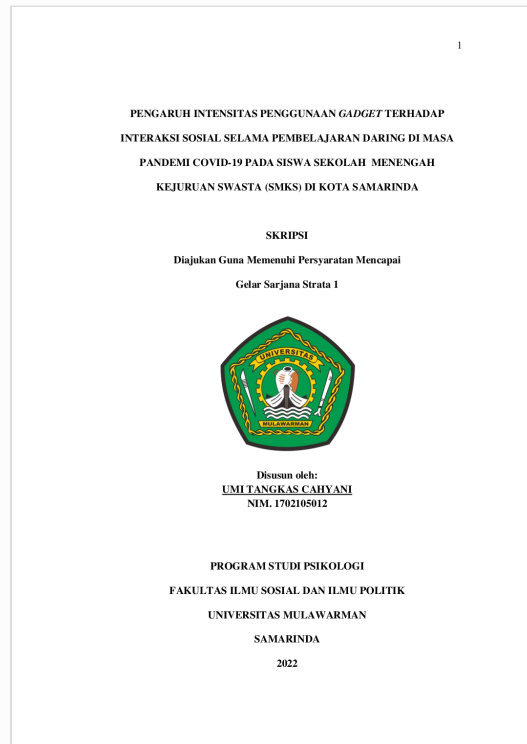 1
PENGARUH INTENSITAS PENGGUNAAN GADGET TERHADAP
INTERAKSI SOSIAL SELAMA PEMBELAJARAN DARING DI MASA
PANDEMI COVID-19 PADA SISWA SEKOLAH MENENGAH
KEJURUAN SWASTA (SMKS) DI KOTA SAMARINDA
SKRIPSI
Diajukan Guna Memenuhi Persyaratan Mencapai
Gelar Sarjana Strata 1
UNIVERSITAS
MULAWARMAN
Disusun oleh:
UMI TANGKAS CAHYANI
NIM. 1702105012
PROGRAM STUDI PSIKOLOGI
FAKULTAS ILMU SOSIAL DAN ILMU POLITIK
UNIVERSITAS MULAWARMAN
SAMARINDA
2022